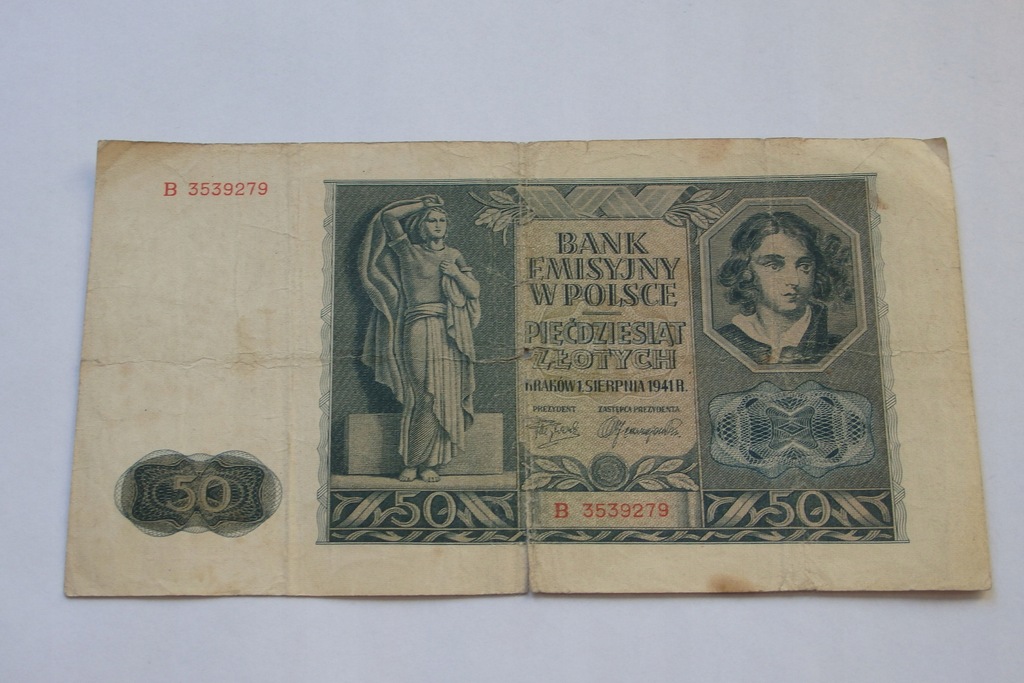 B 3539279
BANK
EMISYJNY
W POLSCE
PIĘĆDZIESIĄT
ZŁOTYCH
KRAKÓW 1. SIERPNIA 1941 R.
PREZYDENT ZASTĘPCA PREZYDENTA
50
50
B 3539279
50